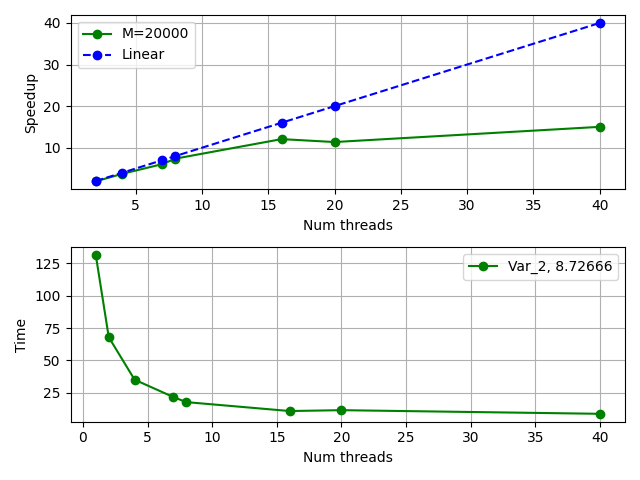 40
30
20
10
Speedup
M=20000
Linear
5 10 15 20 25 30 35 40
Num threads
125
100
75
50
25
Time
Var_2, 8.72666
0 5 10 15 20 25 30 35 40
Num threads